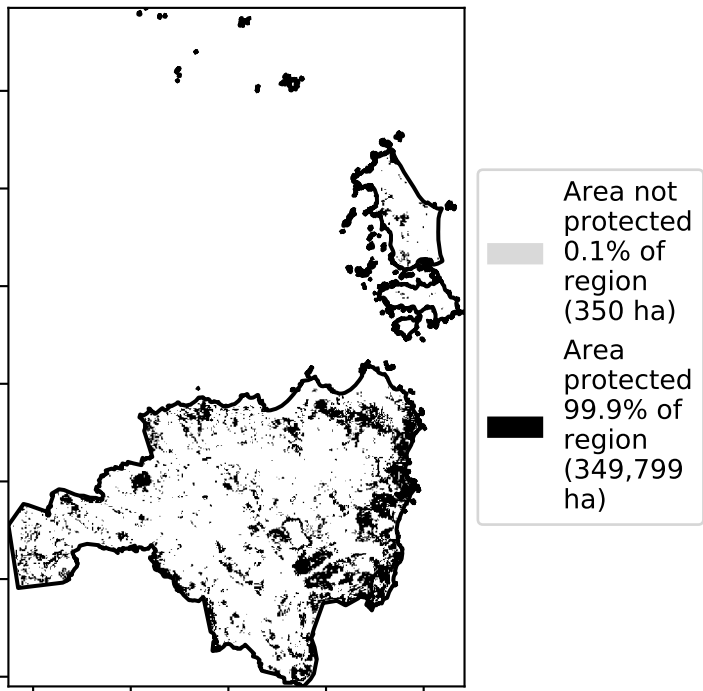 Area not
protected
0.1% of
region
(350 ha)
Area
protected
99.9% of
region
(349,799
ha)